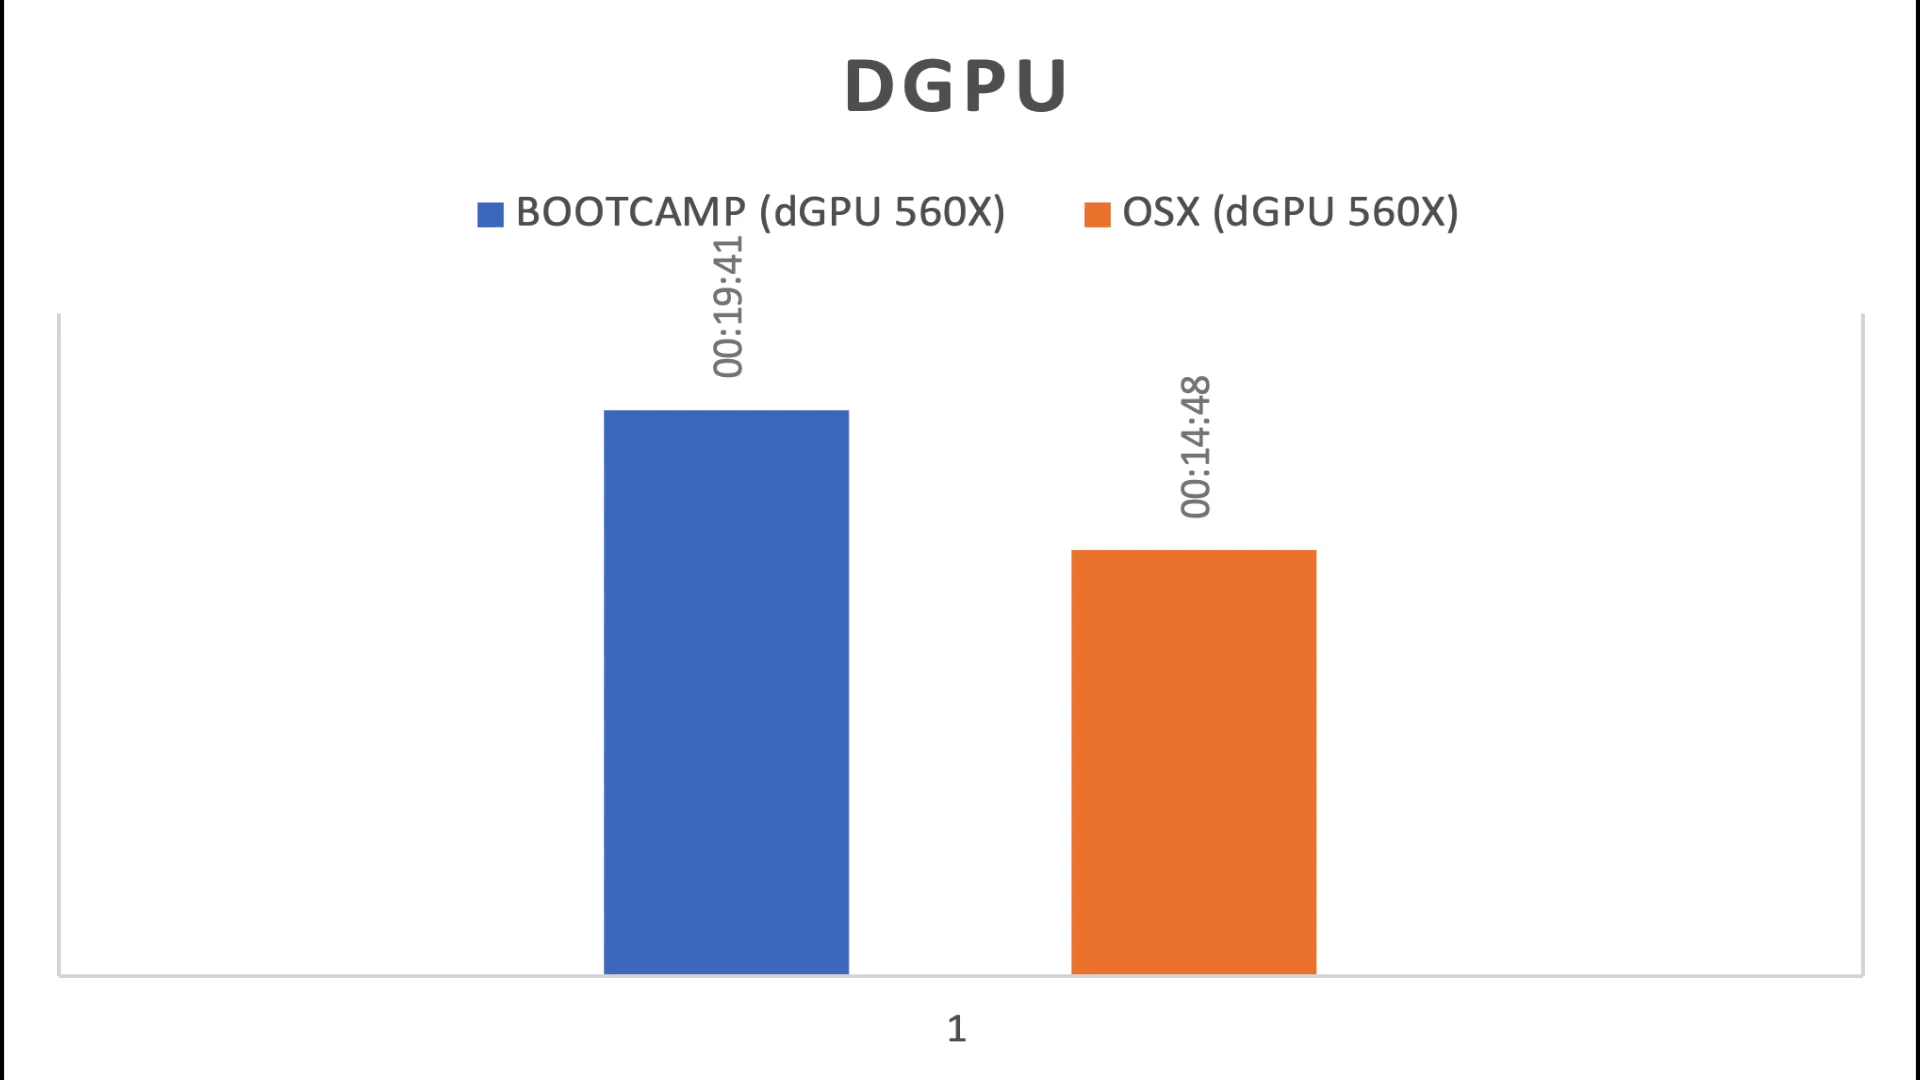 DGPU
BOOTCAMP (dGPU 560X)
OSX (dGPU 560X)
00:19:41
00:14:48
1